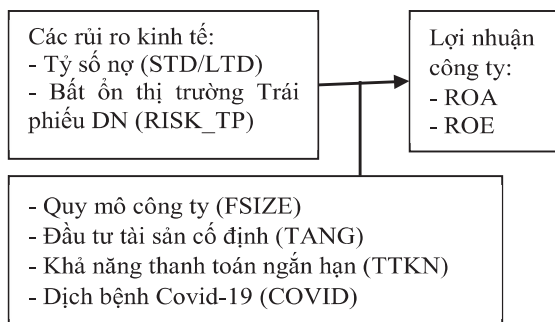 Các rủi ro kinh tế:
- Tỷ số nợ (STD/LTD)
- Bất ổn thị trường Trái
phiếu DN (RISK_TP)
Lợi nhuận
công ty:
- ROA
- ROE
- Quy mô công ty (FSIZE)
- Đầu tư tài sản cố định (TANG)
- Khả năng thanh toán ngắn hạn (TTKN)
- Dịch bệnh Covid-19 (COVID)